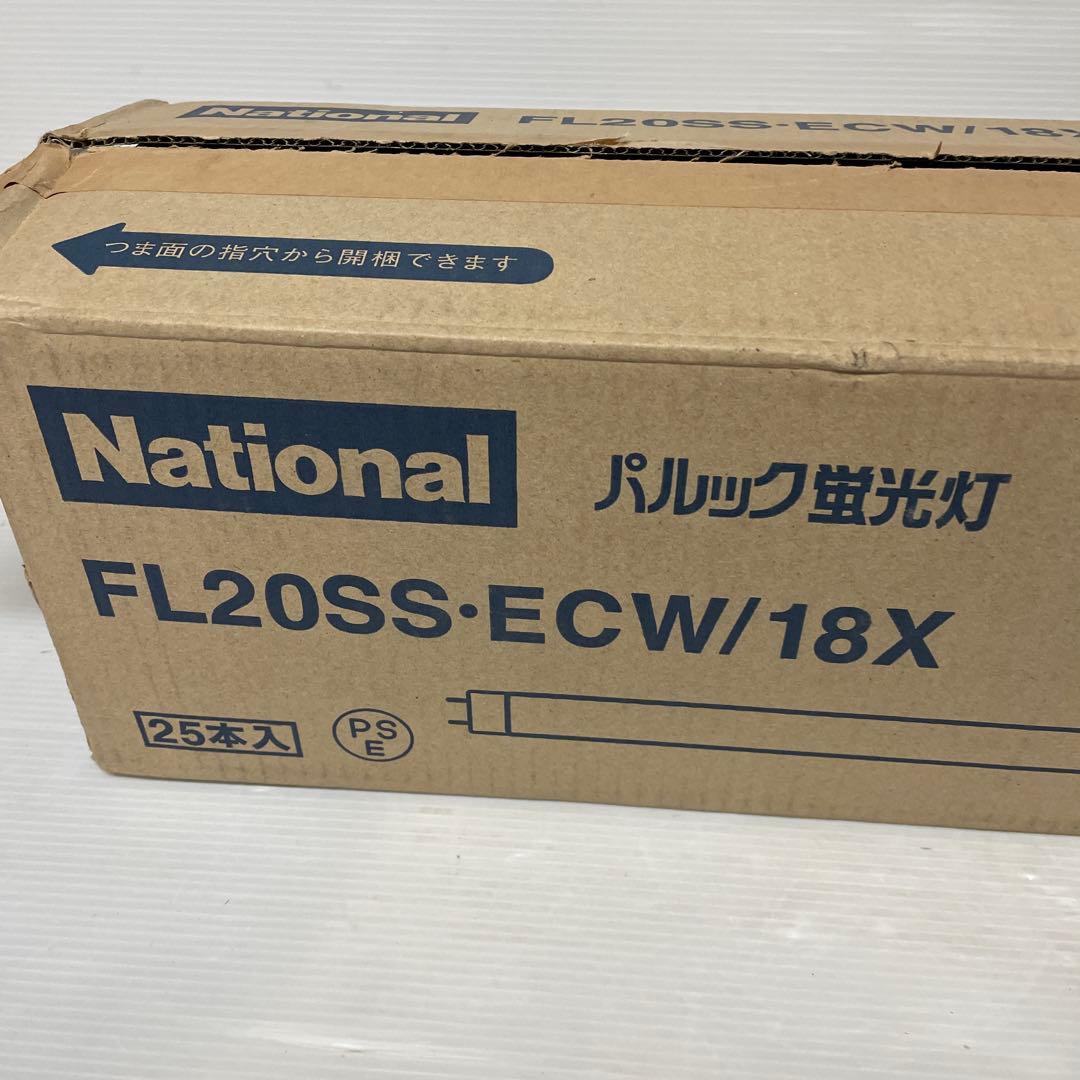 National FL20SS·ECW/18X
つま面の指穴から開梱できます
National パルック蛍光灯
FL20SS·ECW/18X
25本入 PS E